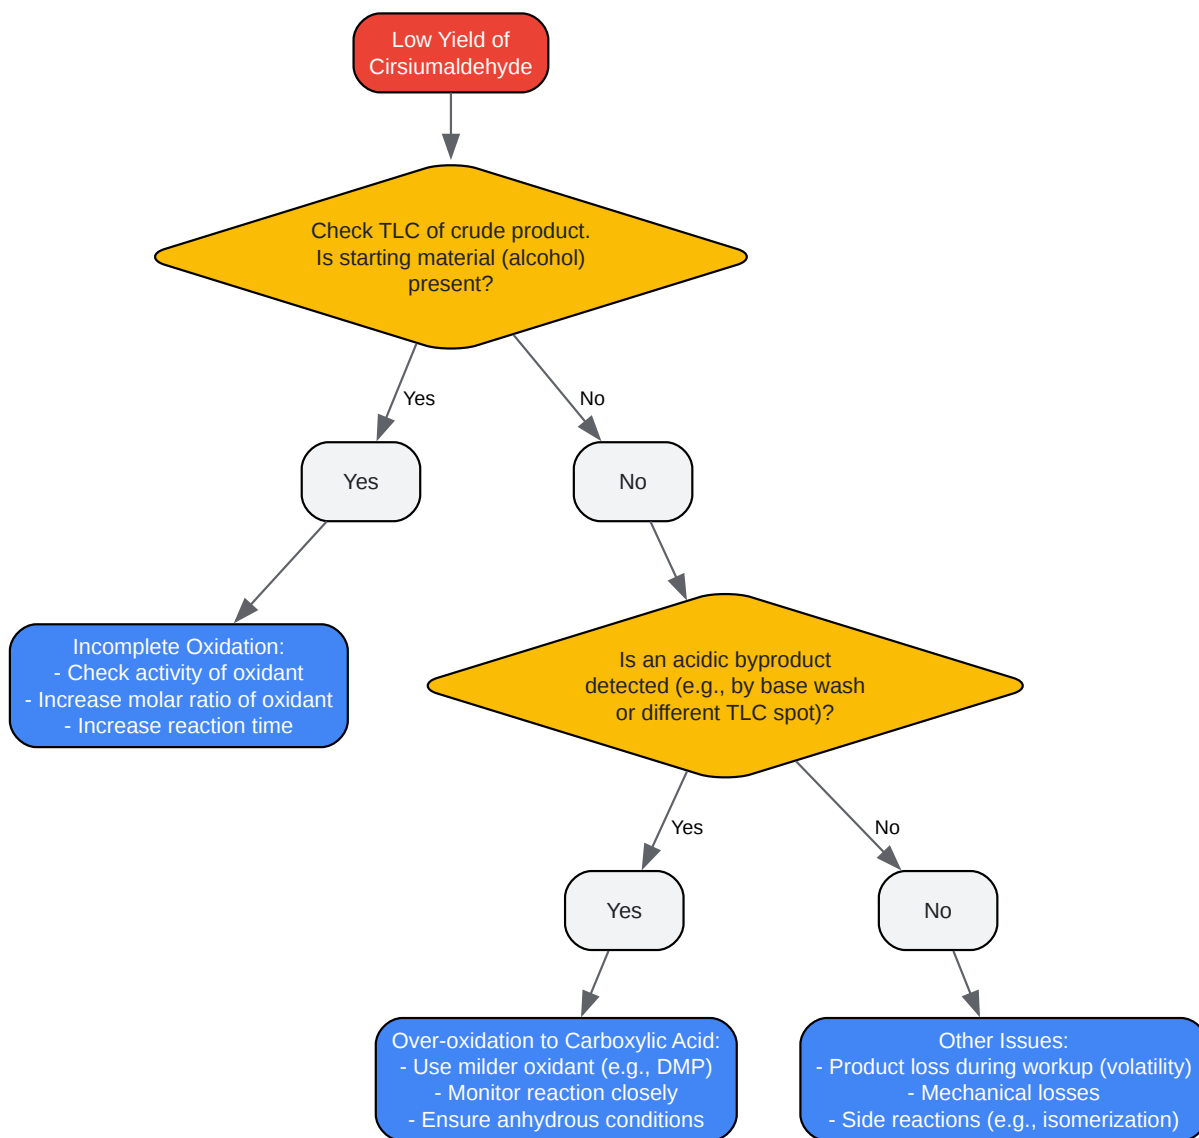 Low Yield of
Cirsiumaldehyde
Check TLC of crude product.
Is starting material (alcohol)
present?
Yes
No
Yes
No
Incomplete Oxidation:
- Check activity of oxidant
- Increase molar ratio of oxidant
- Increase reaction time
Is an acidic byproduct
detected (e.g., by base wash
or different TLC spot)?
Yes
No
Yes
No
Over-oxidation to Carboxylic Acid:
- Use milder oxidant (e.g., DMP)
- Monitor reaction closely
- Ensure anhydrous conditions
Other Issues:
- Product loss during workup (volatility)
- Mechanical losses
- Side reactions (e.g., isomerization)